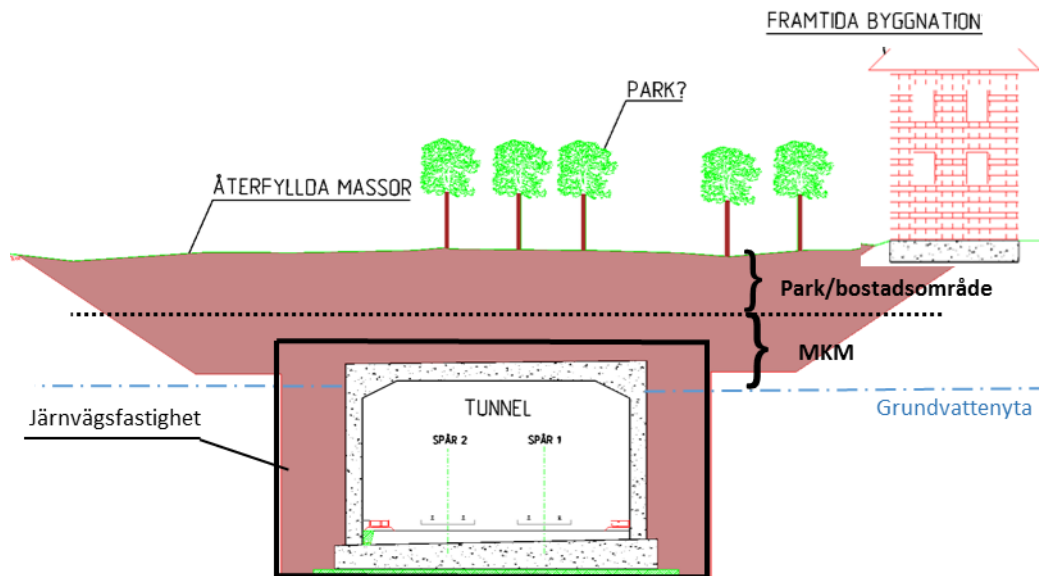 FRAMTIDA BYGGNATION
PARK?
ÅTERFYLLDA MASSOR
Park/bostadsområde
MKM
Grundvattenyta
Järnvägsfastighet
TUNNEL
SPÅR 2 SPÅR 1